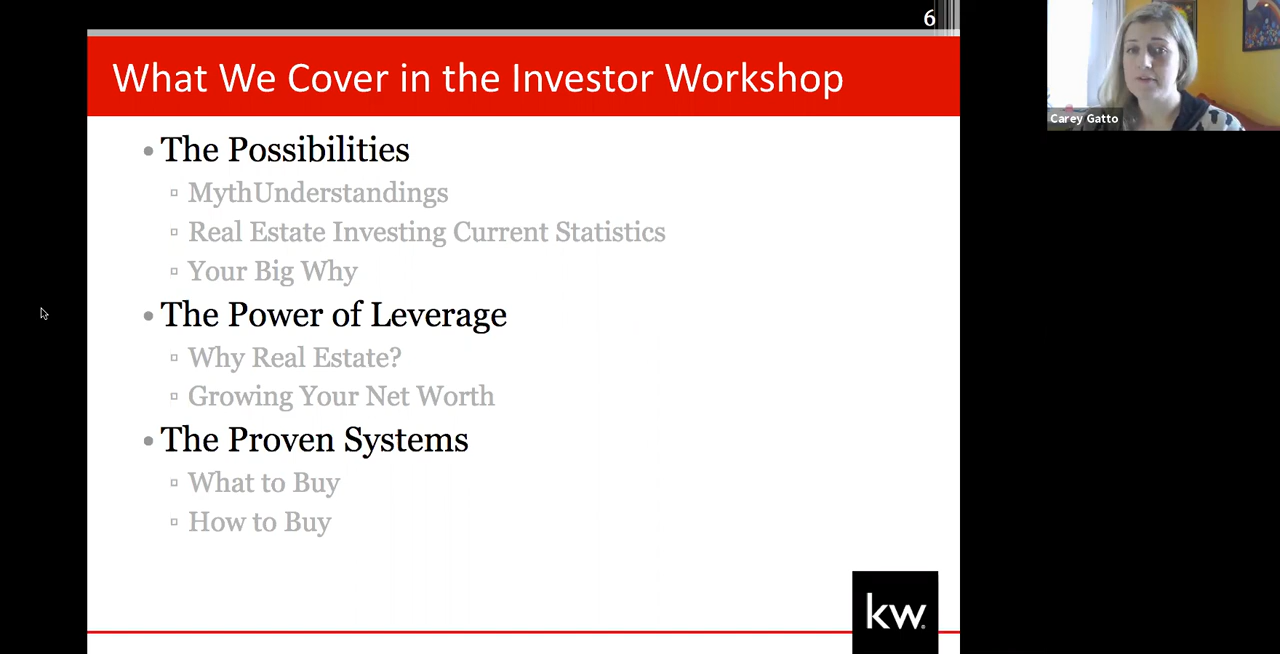 6
What We Cover in the Investor Workshop
Carey Gatto
• The Possibilities
▫ MythUnderstandings
▫ Real Estate Investing Current Statistics
▫ Your Big Why
• The Power of Leverage
▫ Why Real Estate?
▫ Growing Your Net Worth
• The Proven Systems
▫ What to Buy
▫ How to Buy
kw.